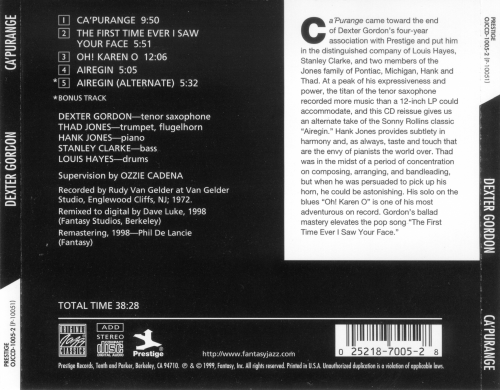 CA'PURANGE
DEXTER GORDON
PRESTIGE
OJCCD-1005-2 (P-10051)
1 CA'PURANGE 9:50
2 THE FIRST TIME EVER I SAW
YOUR FACE 5:51
3 OH! KAREN O 12:06
4 AIREGIN 5:05
*5 AIREGIN (ALTERNATE) 5:32
*BONUS TRACK
DEXTER GORDON—tenor saxophone
THAD JONES—trumpet, flugelhorn
HANK JONES—piano
STANLEY CLARKE—bass
LOUIS HAYES—drums
Supervision by OZZIE CADENA
Recorded by Rudy Van Gelder at Van Gelder
Studio, Englewood Cliffs, NJ; 1972.
Remixed to digital by Dave Luke, 1998
(Fantasy Studios, Berkeley)
Remastering, 1998—Phil De Lancie
(Fantasy)
TOTAL TIME 38:28
Ca'Purange came toward the end
of Dexter Gordon's four-year
association with Prestige and put him
in the distinguished company of Louis Hayes,
Stanley Clarke, and two members of the
Jones family of Pontiac, Michigan, Hank and
Thad. At a peak of his expressiveness and
power, the titan of the tenor saxophone
recorded more music than a 12-inch LP could
accommodate, and this CD reissue gives us
an alternate take of the Sonny Rollins classic
"Airegin." Hank Jones provides subtlety in
harmony and, as always, taste and touch that
are the envy of pianists the world over. Thad
was in the midst of a period of concentration
on composing, arranging, and bandleading,
but when he was persuaded to pick up his
horn, he could be astonishing. His solo on the
blues "Oh! Karen O" is one of his most
adventurous on record. Gordon's ballad
mastery elevates the pop song "The First
Time Ever I Saw Your Face."
ORIGINAL
JAZZ
CLASSICS
ADD
STEREO
COMPACT
disc
DIGITAL AUDIO
Prestige
http://www.fantasyjazz.com
0 25218-7005-2 8
Prestige Records, Tenth and Parker, Berkeley, CA 94710. ℗ & © 1999, Fantasy, Inc. All rights reserved. Printed in U.S.A. Unauthorized duplication is a violation of applicable laws.
PRESTIGE
OJCCD-1005-2 (P-10051)
DEXTER GORDON
CA'PURANGE